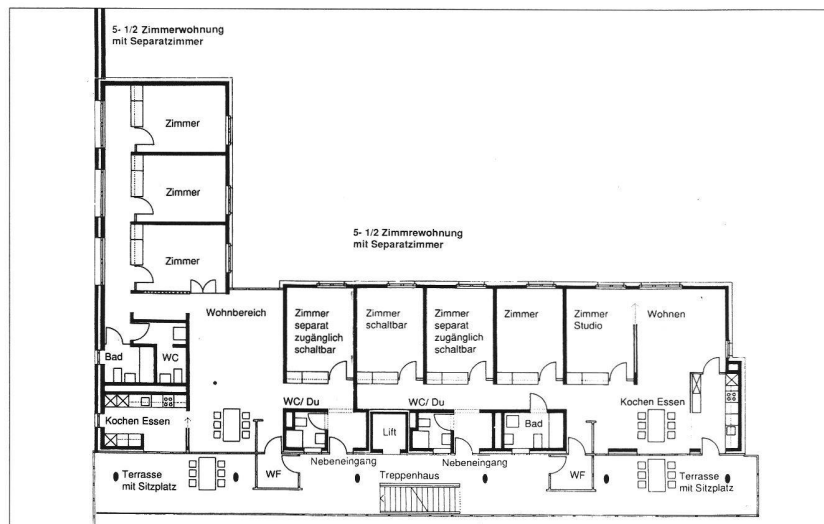 5- 1/2 Zimmerwohnung
mit Separatzimmer
Zimmer
Zimmer
Zimmer
5- 1/2 Zimmrewohnung
mit Separatzimmer
Wohnbereich
Zimmer
separat
zugänglich
schaltbar
Zimmer
schaltbar
Zimmer
separat
zugänglich
schaltbar
Zimmer
Zimmer
Studio
Wohnen
Bad
WC
WC/ Du
WC/ Du
Kochen Essen
Kochen Essen
Lift
Bad
Terrasse
mit Sitzplatz
WF
Nebeneingang
Treppenhaus
Nebeneingang
WF
Terrasse
mit Sitzplatz